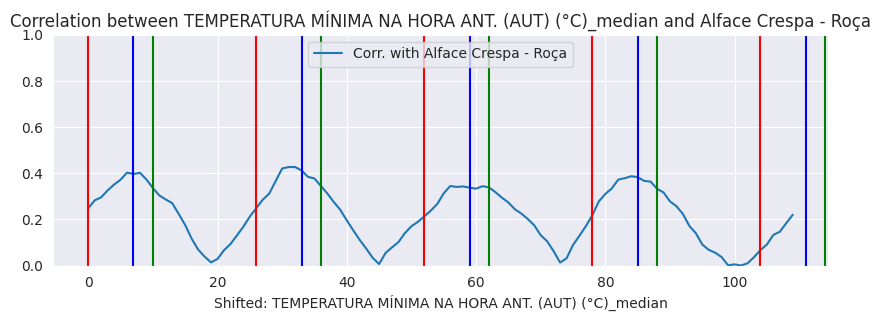 Correlation between TEMPERATURA MÍNIMA NA HORA ANT. (AUT) (°C)_median and Alface Crespa - Roça
1.0
Corr. with Alface Crespa - Roça
0.8
0.6
0.4
0.2
0.0
0 20 40 60 80 100
Shifted: TEMPERATURA MÍNIMA NA HORA ANT. (AUT) (°C)_median